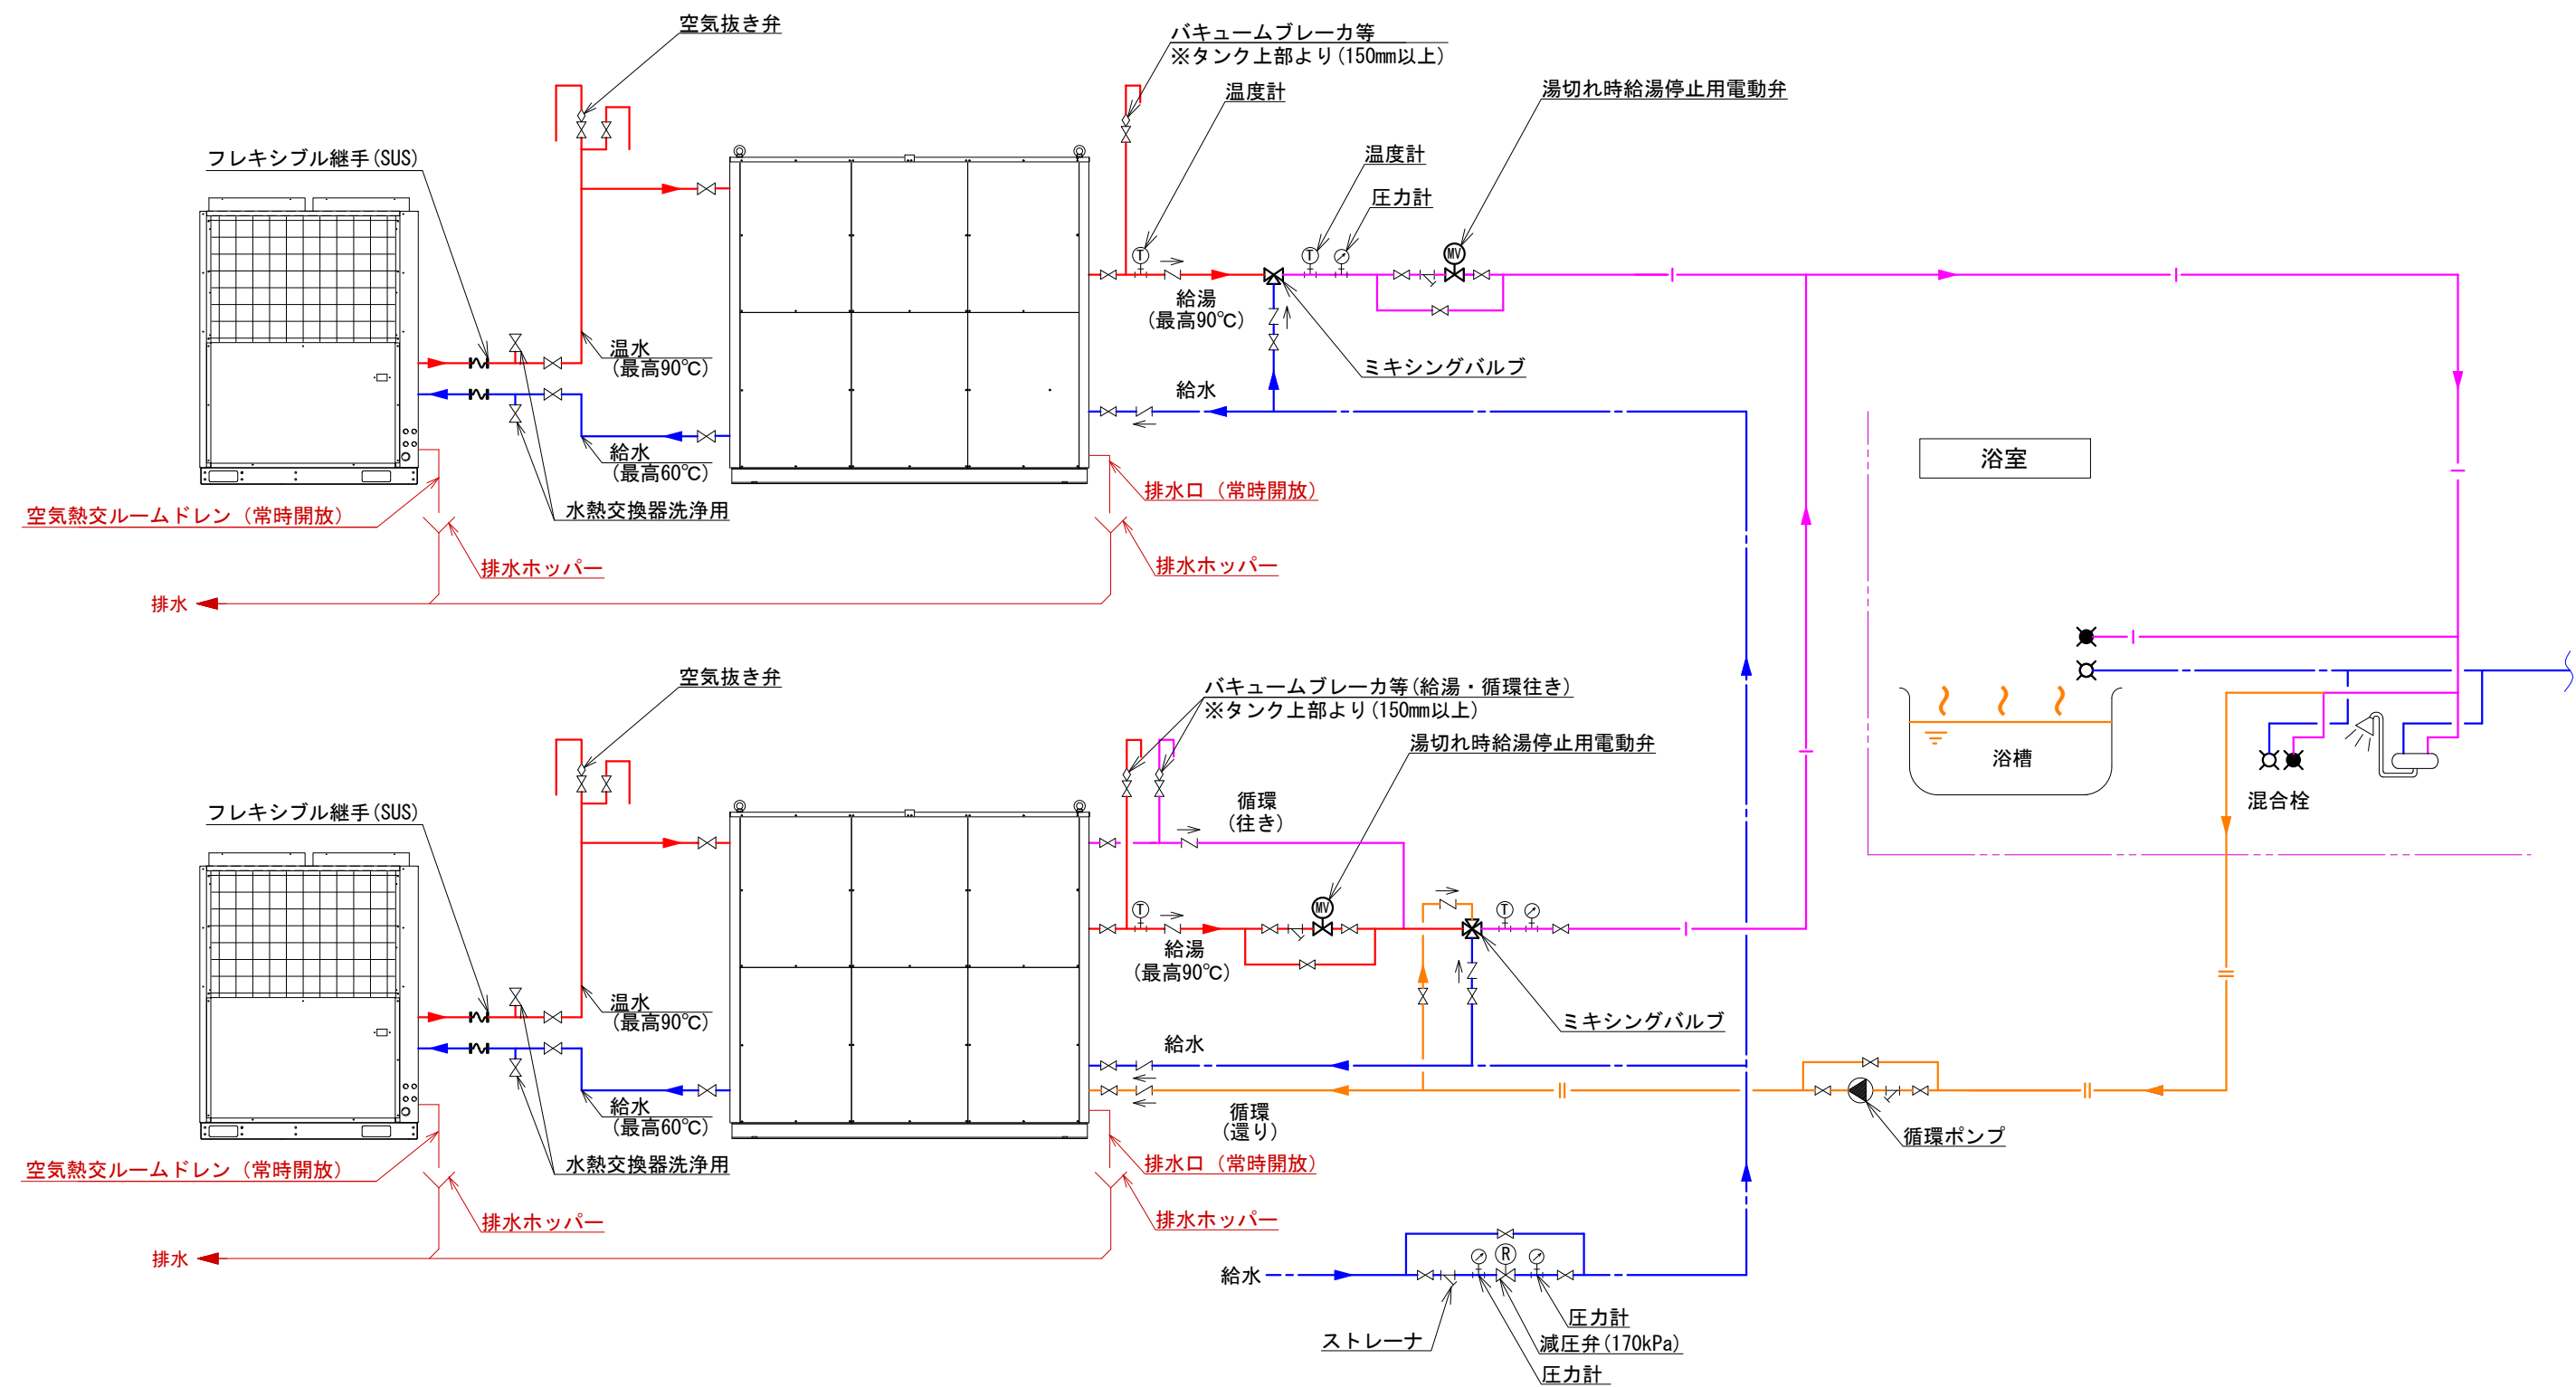 空気抜き弁
バキュームブレーカ等
※タンク上部より(150mm以上)
温度計
湯切れ時給湯停止用電動弁
フレキシブル継手(SUS)
温度計
圧力計
T
T
MV
給湯
(最高90℃)
温水
(最高90℃)
ミキシングバルブ
給水
給水
(最高60℃)
浴室
排水口 (常時開放)
水熱交換器洗浄用
空気熱交ルームドレン (常時開放)
排水ホッパー
排水ホッパー
排水
空気抜き弁
バキュームブレーカ等(給湯・循環往き)
※タンク上部より(150mm以上)
湯切れ時給湯停止用電動弁
浴槽
混合栓
フレキシブル継手(SUS)
循環
(往き)
T
MV
T
給湯
(最高90℃)
温水
(最高90℃)
ミキシングバルブ
給水
給水
(最高60℃)
循環
(還り)
循環ポンプ
水熱交換器洗浄用
排水口 (常時開放)
空気熱交ルームドレン (常時開放)
排水ホッパー
排水ホッパー
排水
給水
R
圧力計
ストレーナ
減圧弁(170kPa)
圧力計